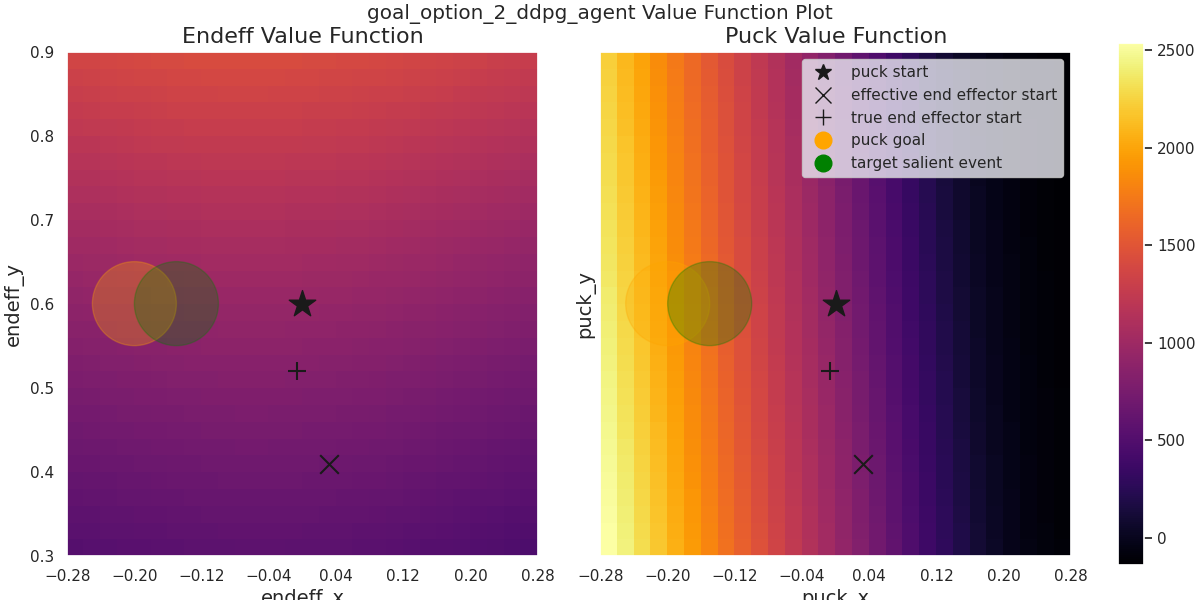 goal_option_2_ddpg_agent Value Function Plot
Endeff Value Function
Puck Value Function
0.9
0.8
0.7
0.6
0.5
0.4
0.3
endeff_y
−0.28 −0.20 −0.12 −0.04 0.04 0.12 0.20 0.28
endeff_x
puck start
effective end effector start
true end effector start
puck goal
target salient event
puck_y
−0.28 −0.20 −0.12 −0.04 0.04 0.12 0.20 0.28
puck_x
2500
2000
1500
1000
500
0